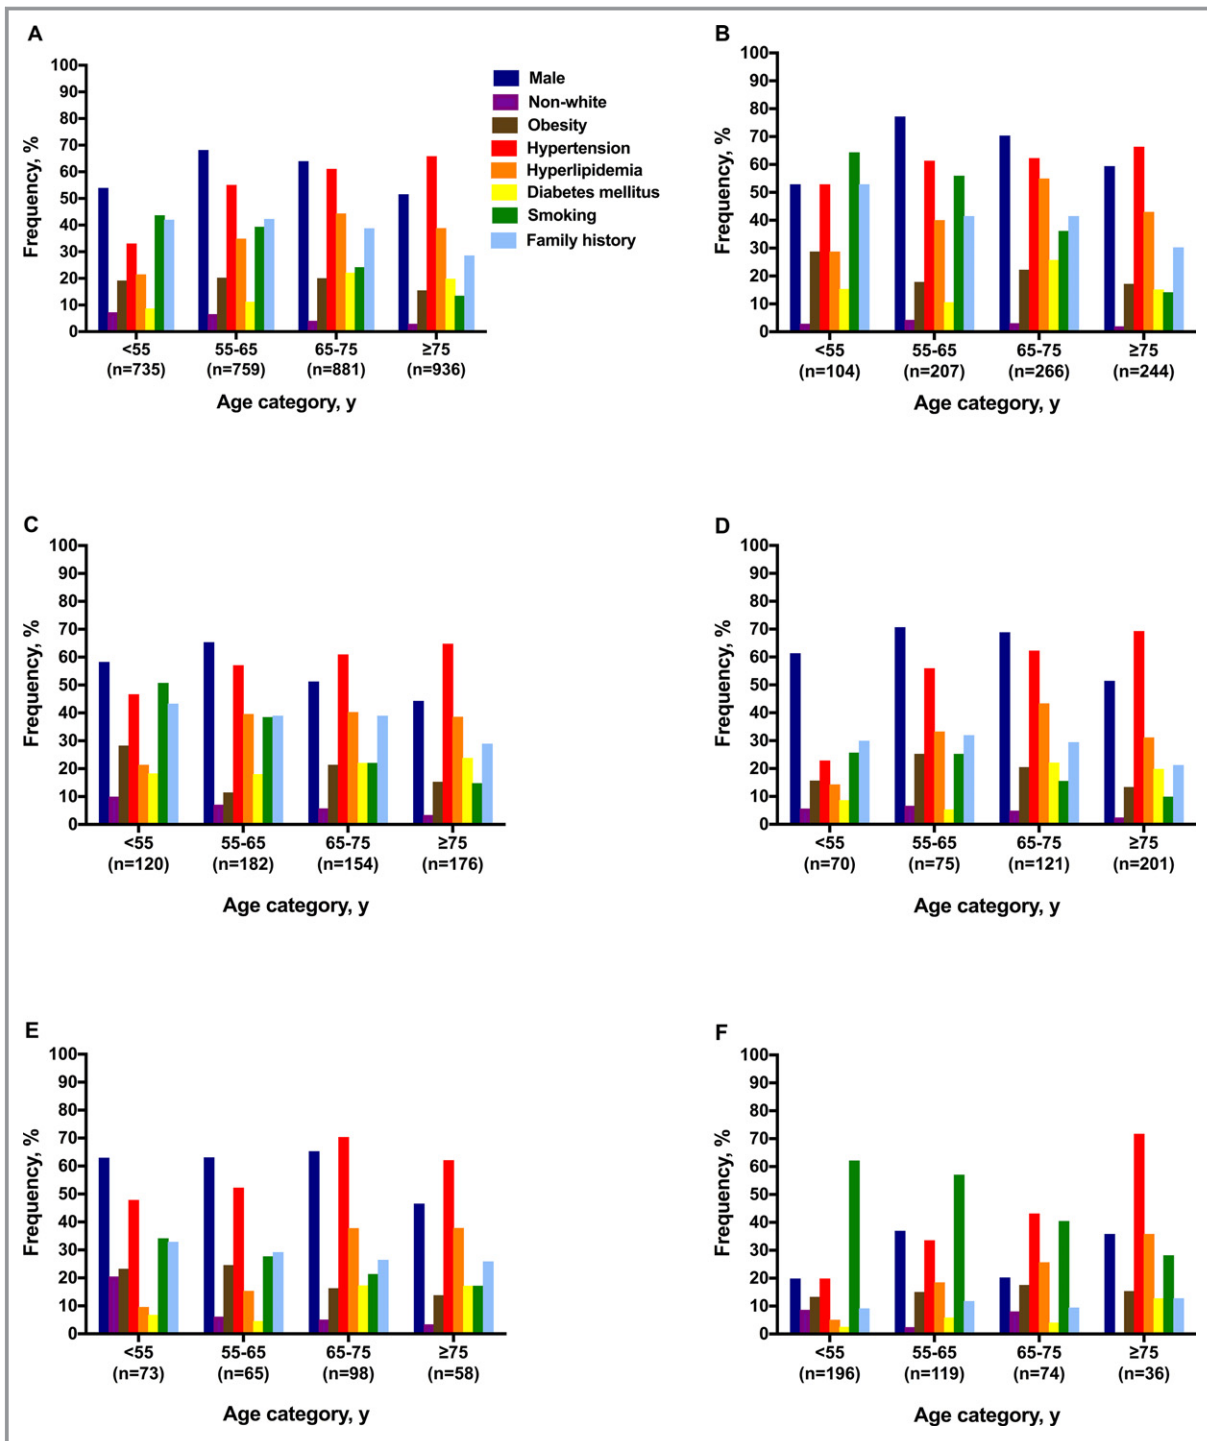 A
100
90
80
70
60
50
40
30
20
10
0
Frequency, %
<55 55-65 65-75 ≥75
(n=735) (n=759) (n=881) (n=936)
Age category, y
Male
Non-white
Obesity
Hypertension
Hyperlipidemia
Diabetes mellitus
Smoking
Family history
B
100
90
80
70
60
50
40
30
20
10
0
Frequency, %
<55 55-65 65-75 ≥75
(n=104) (n=207) (n=266) (n=244)
Age category, y
C
100
90
80
70
60
50
40
30
20
10
0
Frequency, %
<55 55-65 65-75 ≥75
(n=120) (n=182) (n=154) (n=176)
Age category, y
D
100
90
80
70
60
50
40
30
20
10
0
Frequency, %
<55 55-65 65-75 ≥75
(n=70) (n=75) (n=121) (n=201)
Age category, y
E
100
90
80
70
60
50
40
30
20
10
0
Frequency, %
<55 55-65 65-75 ≥75
(n=73) (n=65) (n=98) (n=58)
Age category, y
F
100
90
80
70
60
50
40
30
20
10
0
Frequency, %
<55 55-65 65-75 ≥75
(n=196) (n=119) (n=74) (n=36)
Age category, y